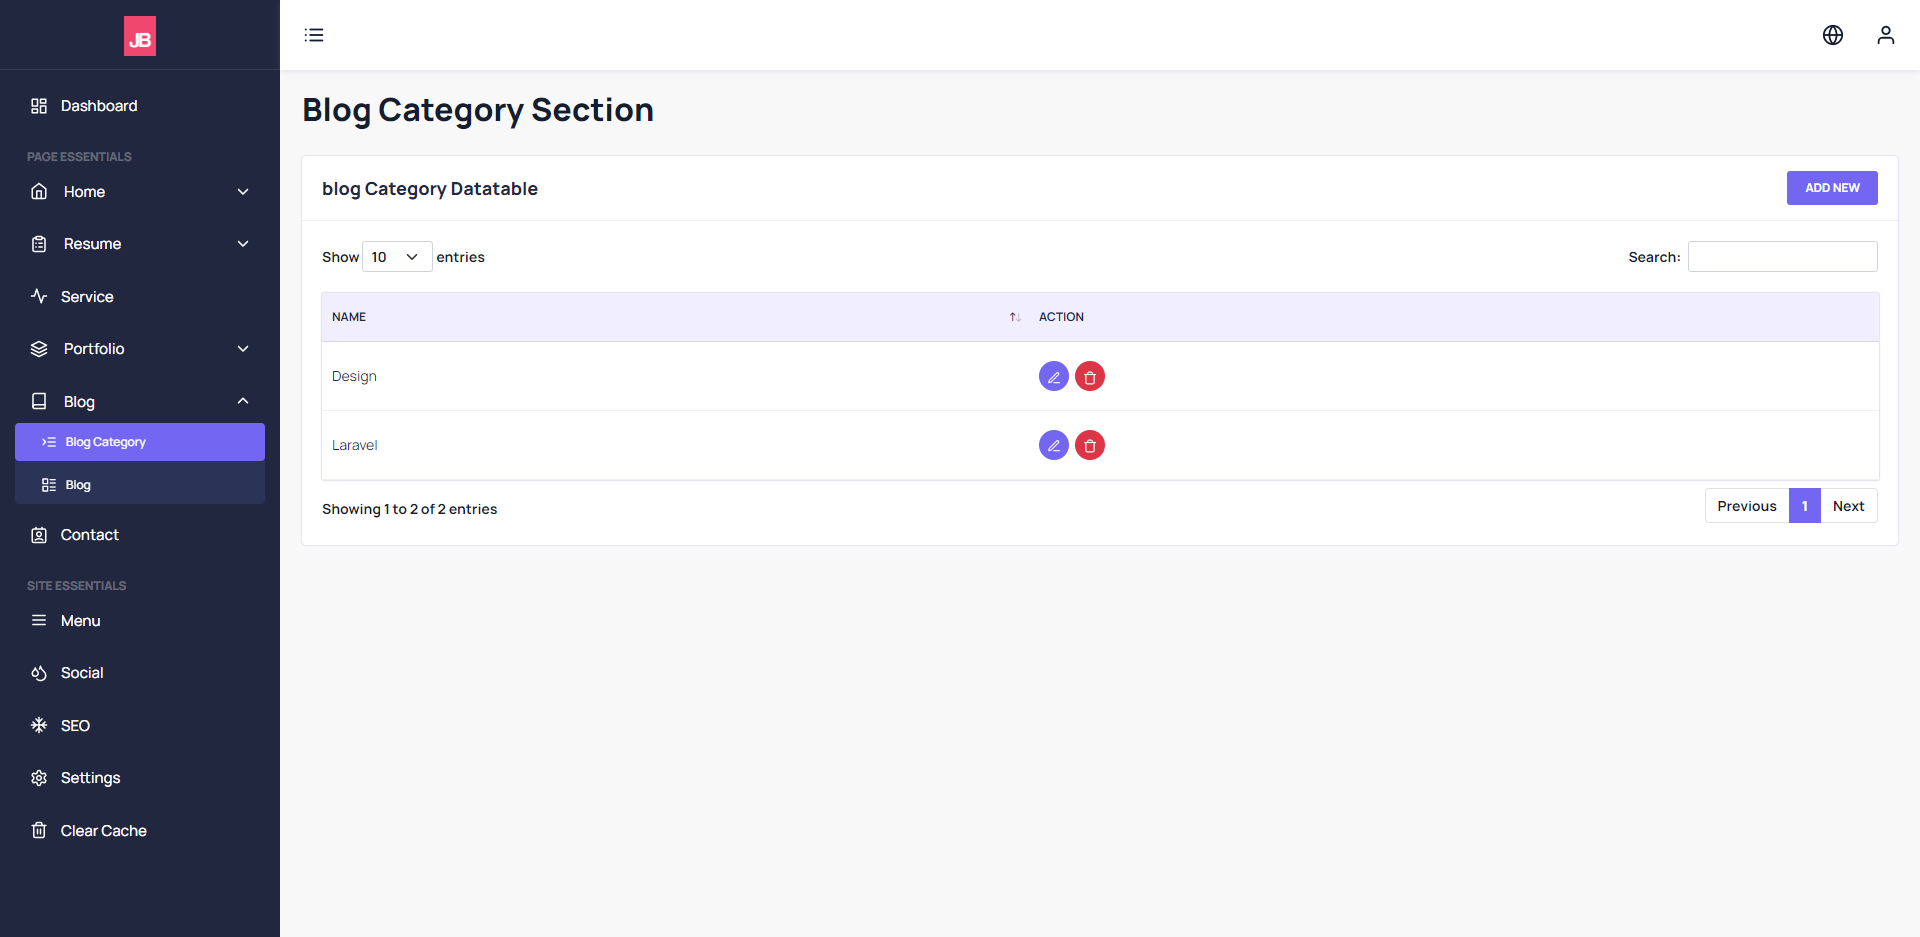 JB
Dashboard
PAGE ESSENTIALS
Home
Resume
Service
Portfolio
Blog
Blog Category
Blog
Contact
SITE ESSENTIALS
Menu
Social
SEO
Settings
Clear Cache
Blog Category Section
blog Category Datatable
ADD NEW
Show 10 entries
Search:
NAME ACTION
Design
Laravel
Showing 1 to 2 of 2 entries
Previous 1 Next